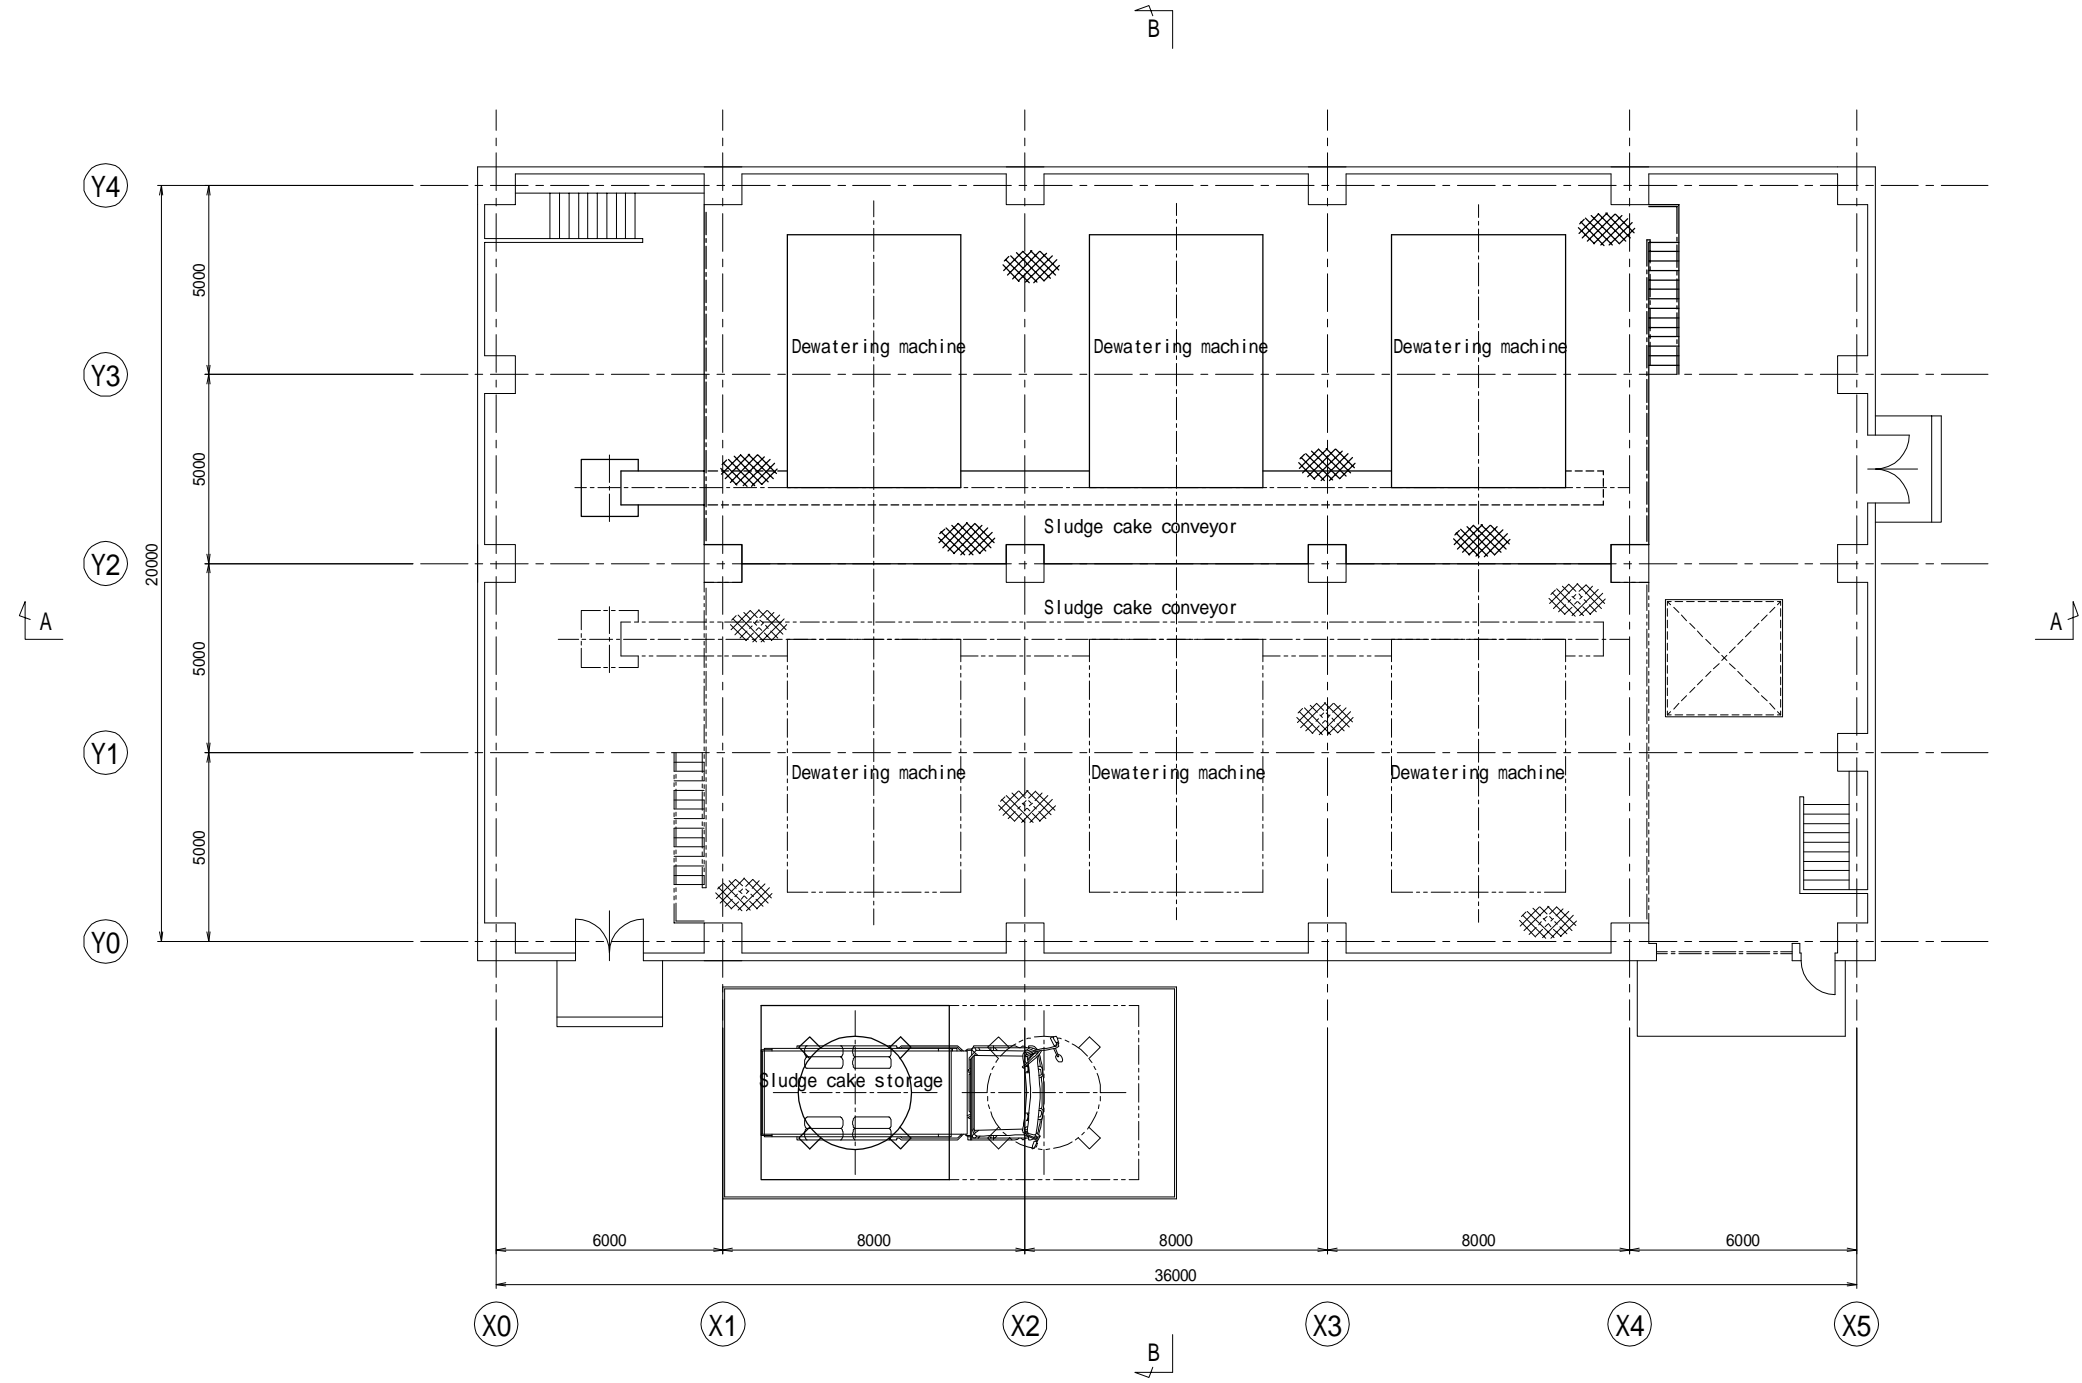 B
Y4
5000
Dewatering machine
Dewatering machine
Dewatering machine
Y3
5000
Sludge cake conveyor
Y2
20000
Sludge cake conveyor
A
A
5000
Y1
Dewatering machine
Dewatering machine
Dewatering machine
5000
Y0
Sludge cake storage
6000
8000
8000
8000
6000
36000
X0
X1
X2
X3
X4
X5
B